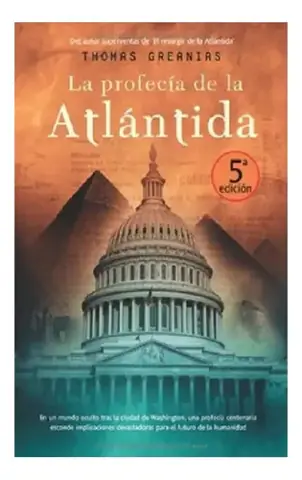 Del autor superventas de 'El resurgir de la Atlántida'
THOMAS GREANIAS
La profecía de la
Atlántida
5ª
edición
En un mundo oculto tras la ciudad de Washington, una profecía centenaria
esconde implicaciones devastadoras para el futuro de la humanidad